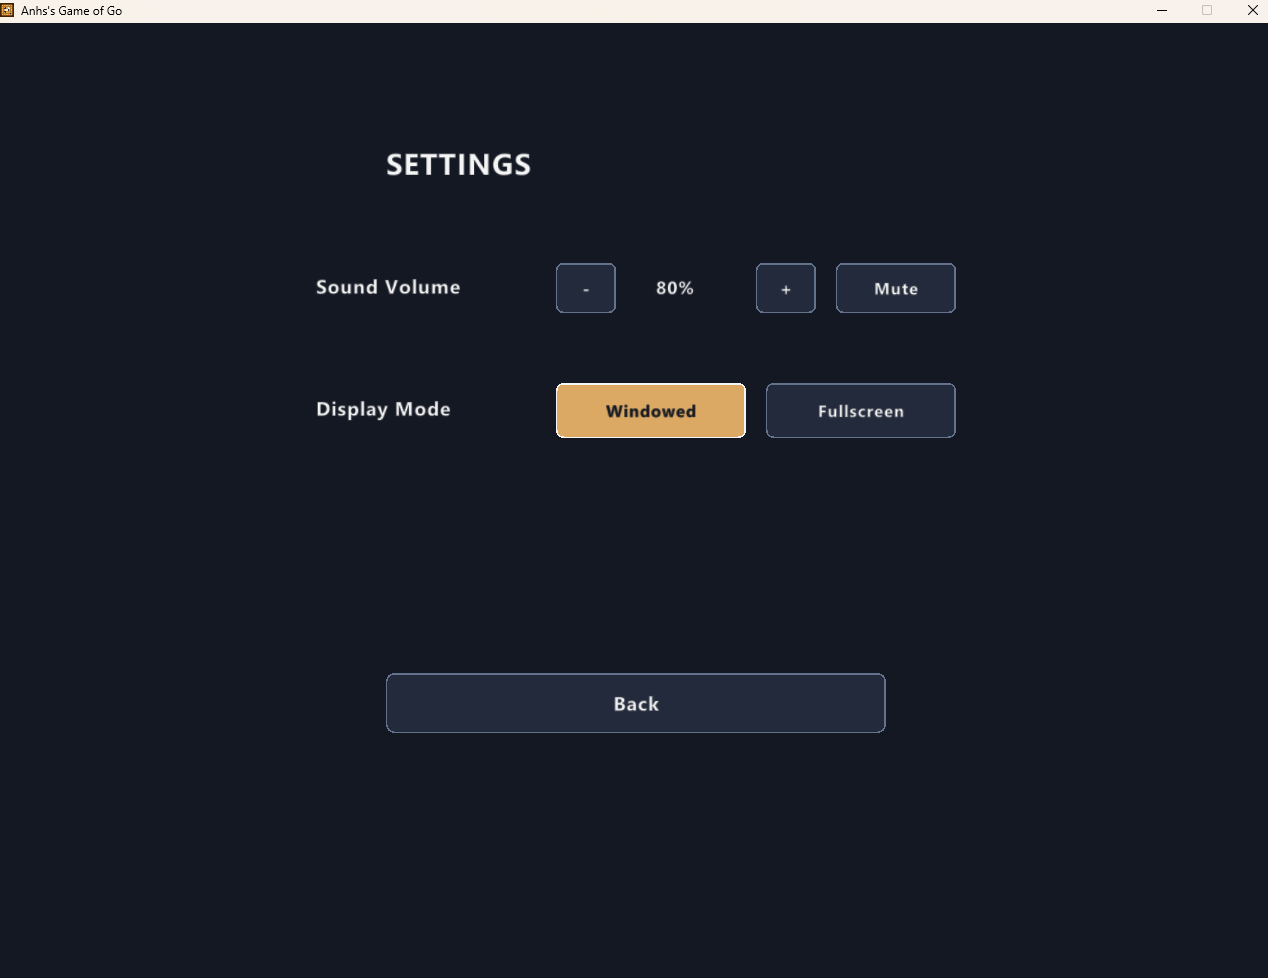 Anhs's Game of Go
SETTINGS
Sound Volume - 80% + Mute
Display Mode Windowed Fullscreen
Back